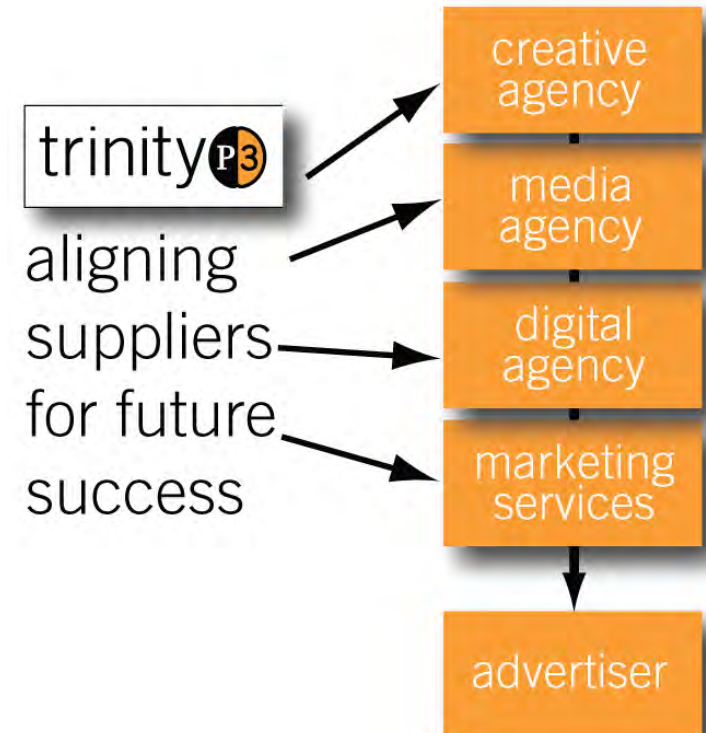 trinity P3
aligning
suppliers
for future
success
creative
agency
media
agency
digital
agency
marketing
services
advertiser